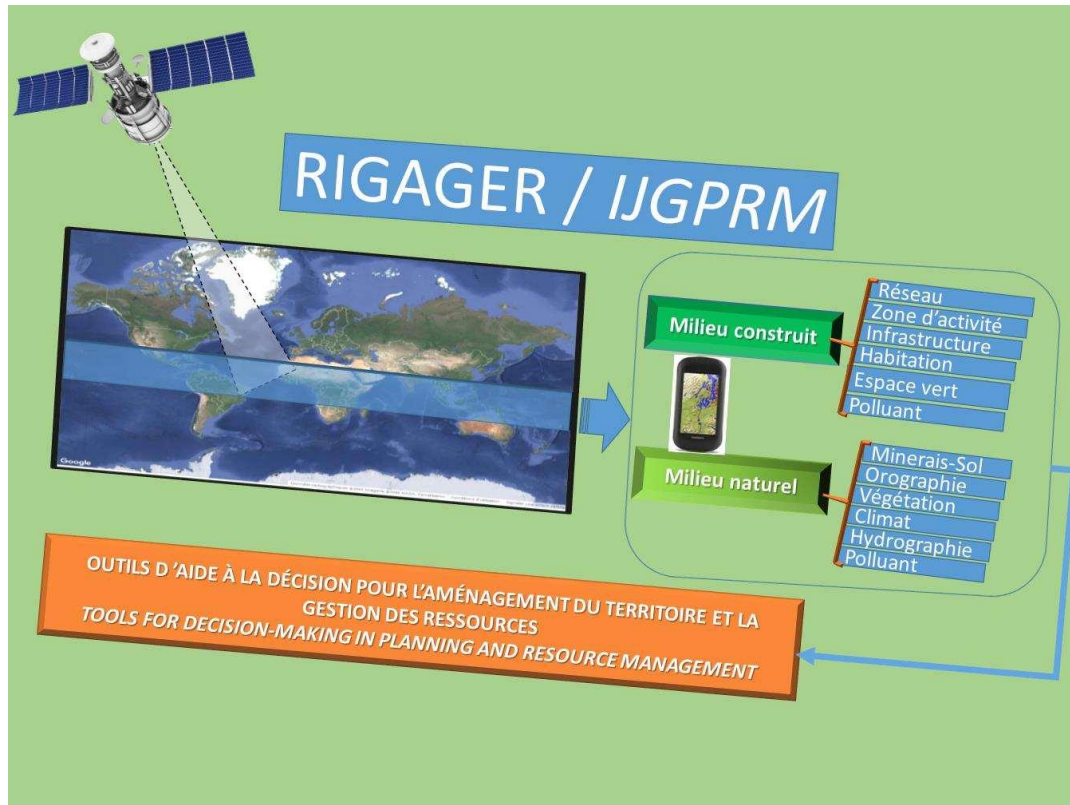 RIGAGER / IJGPRM
Réseau
Zone d'activité
Infrastructure
Habitation
Espace vert
Polluant
Milieu construit
Milieu naturel
Minerais-Sol
Orographie
Végétation
Climat
Hydrographie
Polluant
Google
OUTILS D 'AIDE À LA DÉCISION POUR L'AMÉNAGEMENT DU TERRITOIRE ET LA
GESTION DES RESSOURCES
TOOLS FOR DECISION-MAKING IN PLANNING AND RESOURCE MANAGEMENT